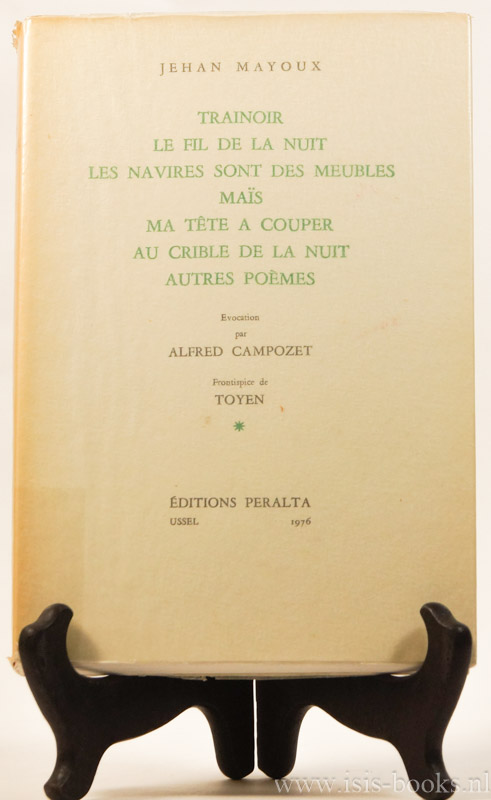 JEHAN MAYOUX
TRAINOIR
LE FIL DE LA NUIT
LES NAVIRES SONT DES MEUBLES
MAÏS
MA TÊTE A COUPER
AU CRIBLE DE LA NUIT
AUTRES POÈMES
Evocation
par
ALFRED CAMPOZET
Frontispice de
TOYEN
*
ÉDITIONS PERALTA
USSEL 1976
www.isis-books.nl